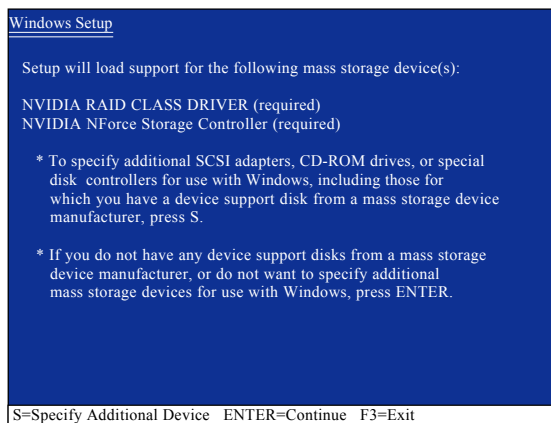 Windows Setup
Setup will load support for the following mass storage device(s):
NVIDIA RAID CLASS DRIVER (required)
NVIDIA NForce Storage Controller (required)
* To specify additional SCSI adapters, CD-ROM drives, or special
disk controllers for use with Windows, including those for
which you have a device support disk from a mass storage device
manufacturer, press S.
* If you do not have any device support disks from a mass storage
device manufacturer, or do not want to specify additional
mass storage devices for use with Windows, press ENTER.
S=Specify Additional Device ENTER=Continue F3=Exit